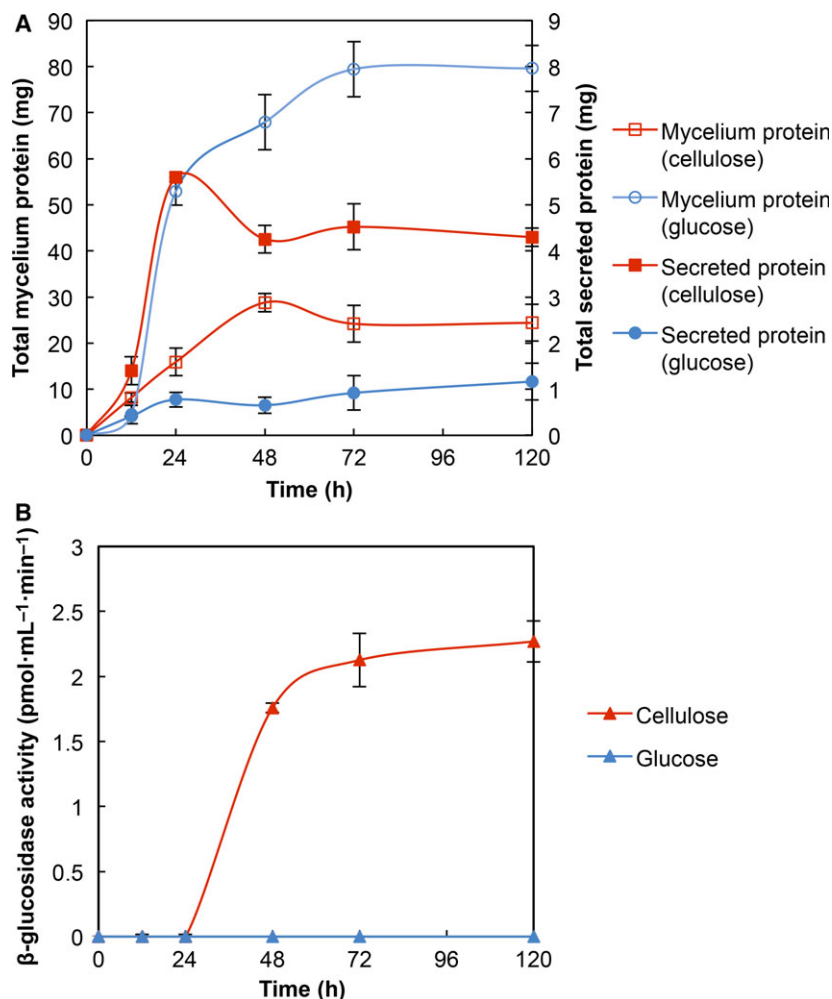 A
Total mycelium protein (mg)
90
80
70
60
50
40
30
20
10
0
0 24 48 72 96 120
Time (h)
9
8
7
6
5
4
3
2
1
0
Total secreted protein (mg)
Mycelium protein
(cellulose)
Mycelium protein
(glucose)
Secreted protein
(cellulose)
Secreted protein
(glucose)
B
β-glucosidase activity (pmol·mL⁻¹·min⁻¹)
3
2.5
2
1.5
1
0.5
0
0 24 48 72 96 120
Time (h)
Cellulose
Glucose